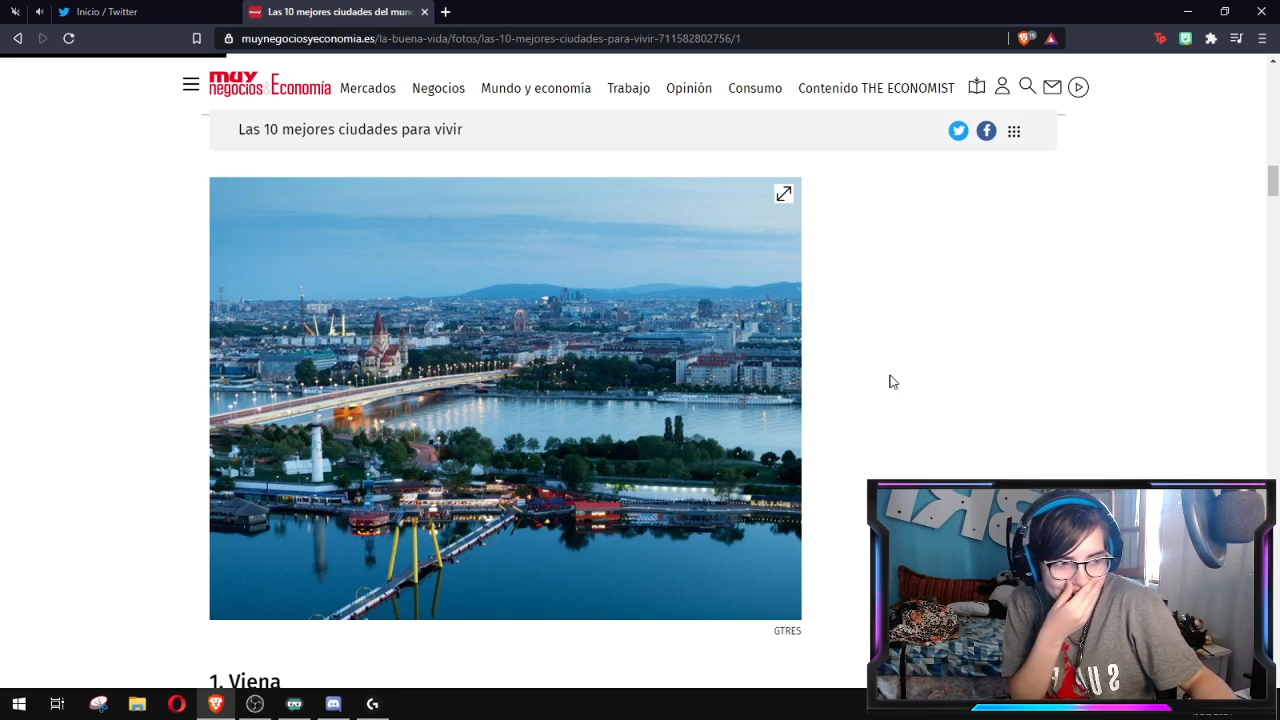 Inicio / Twitter
Las 10 mejores ciudades del mun
muynegociosyeconomia.es/la-buena-vida/fotos/las-10-mejores-ciudades-para-vivir-711582802756/1
muy negocios&Economía
Mercados
Negocios
Mundo y economía
Trabajo
Opinión
Consumo
Contenido THE ECONOMIST
Las 10 mejores ciudades para vivir
GTRES
1. Viena